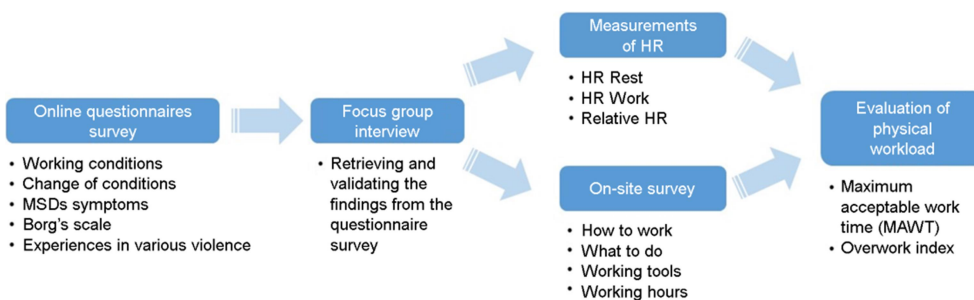 Online questionnaires
survey
• Working conditions
• Change of conditions
• MSDs symptoms
• Borg's scale
• Experiences in various violence
Focus group
interview
• Retrieving and
validating the
findings from the
questionnaire
survey
Measurements
of HR
• HR Rest
• HR Work
• Relative HR
On-site survey
• How to work
• What to do
• Working tools
• Working hours
Evaluation of
physical
workload
• Maximum
acceptable work
time (MAWT)
• Overwork index